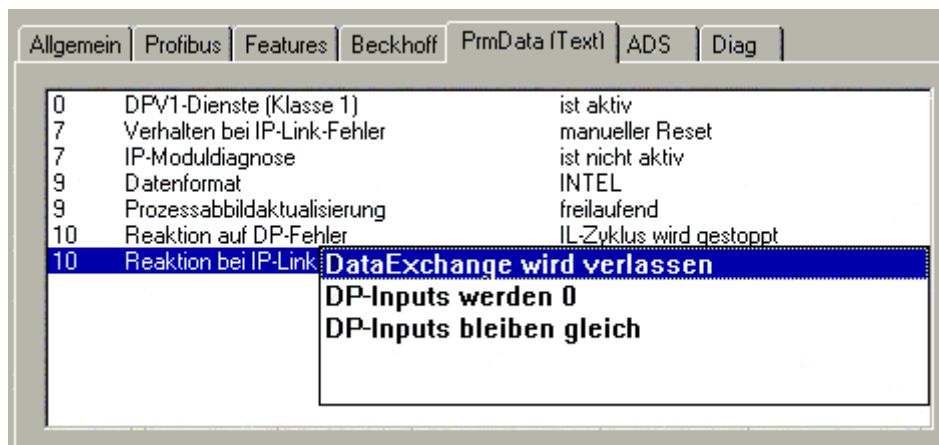 Allgemein Profibus Features Beckhoff PrmData (Text) ADS Diag
0 DPV1-Dienste (Klasse 1) ist aktiv
7 Verhalten bei IP-Link-Fehler manueller Reset
7 IP-Moduldiagnose ist nicht aktiv
9 Datenformat INTEL
9 Prozessabbildaktualisierung freilaufend
10 Reaktion auf DP-Fehler IL-Zyklus wird gestoppt
10 Reaktion bei IP-Link DataExchange wird verlassen
DP-Inputs werden 0
DP-Inputs bleiben gleich